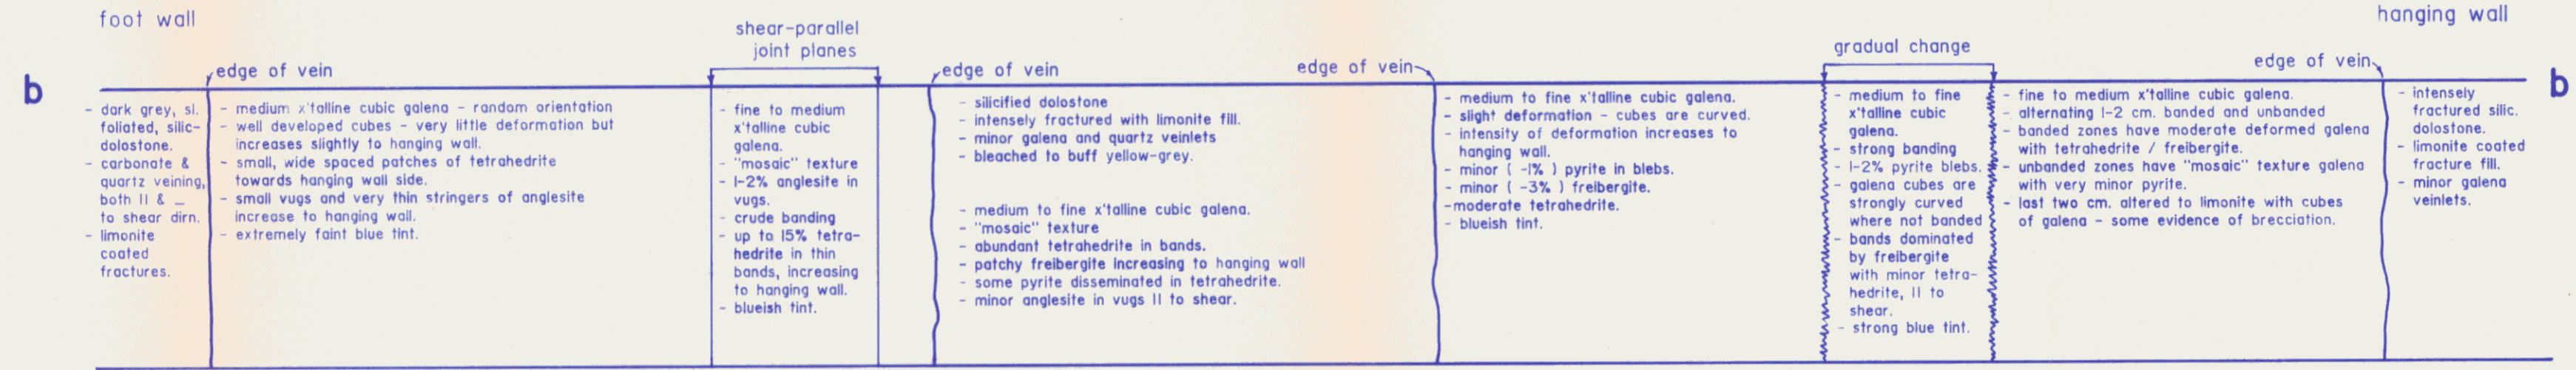 foot wall
hanging wall
shear-parallel
joint planes
gradual change
edge of vein
edge of vein
edge of vein
edge of vein
b
b
- dark grey, sl.
foliated, silic-
dolostone.
- carbonate &
quartz veining,
both II & _
to shear dirn.
- limonite
coated
fractures.
- medium x'talline cubic galena - random orientation
- well developed cubes - very little deformation but
increases slightly to hanging wall.
- small, wide spaced patches of tetrahedrite
towards hanging wall side.
- small vugs and very thin stringers of anglesite
increase to hanging wall.
- extremely faint blue tint.
- fine to medium
x'talline cubic
galena.
- "mosaic" texture
- I-2% anglesite in
vugs.
- crude banding
- up to 15% tetra-
hedrite in thin
bands, increasing
to hanging wall.
- blueish tint.
- silicified dolostone
- intensely fractured with limonite fill.
- minor galena and quartz veinlets
- bleached to buff yellow-grey.
- medium to fine x'talline cubic galena.
- "mosaic" texture
- abundant tetrahedrite in bands.
- patchy freibergite increasing to hanging wall
- some pyrite disseminated in tetrahedrite.
- minor anglesite in vugs II to shear.
- medium to fine x'talline cubic galena.
- slight deformation - cubes are curved.
- intensity of deformation increases to
hanging wall.
- minor ( -1% ) pyrite in blebs.
- minor ( -3% ) freibergite.
-moderate tetrahedrite.
- blueish tint.
- medium to fine
x'talline cubic
galena.
- strong banding
- I-2% pyrite blebs.
- galena cubes are
strongly curved
where not banded
- bands dominated
by freibergite
with minor tetra-
hedrite, II to
shear.
- strong blue tint.
- fine to medium x'talline cubic galena.
- alternating I-2 cm. banded and unbanded
- banded zones have moderate deformed galena
with tetrahedrite / freibergite.
- unbanded zones have "mosaic" texture galena
with very minor pyrite.
- last two cm. altered to limonite with cubes
of galena - some evidence of brecciation.
- intensely
fractured silic.
dolostone.
- limonite coated
fracture fill.
- minor galena
veinlets.